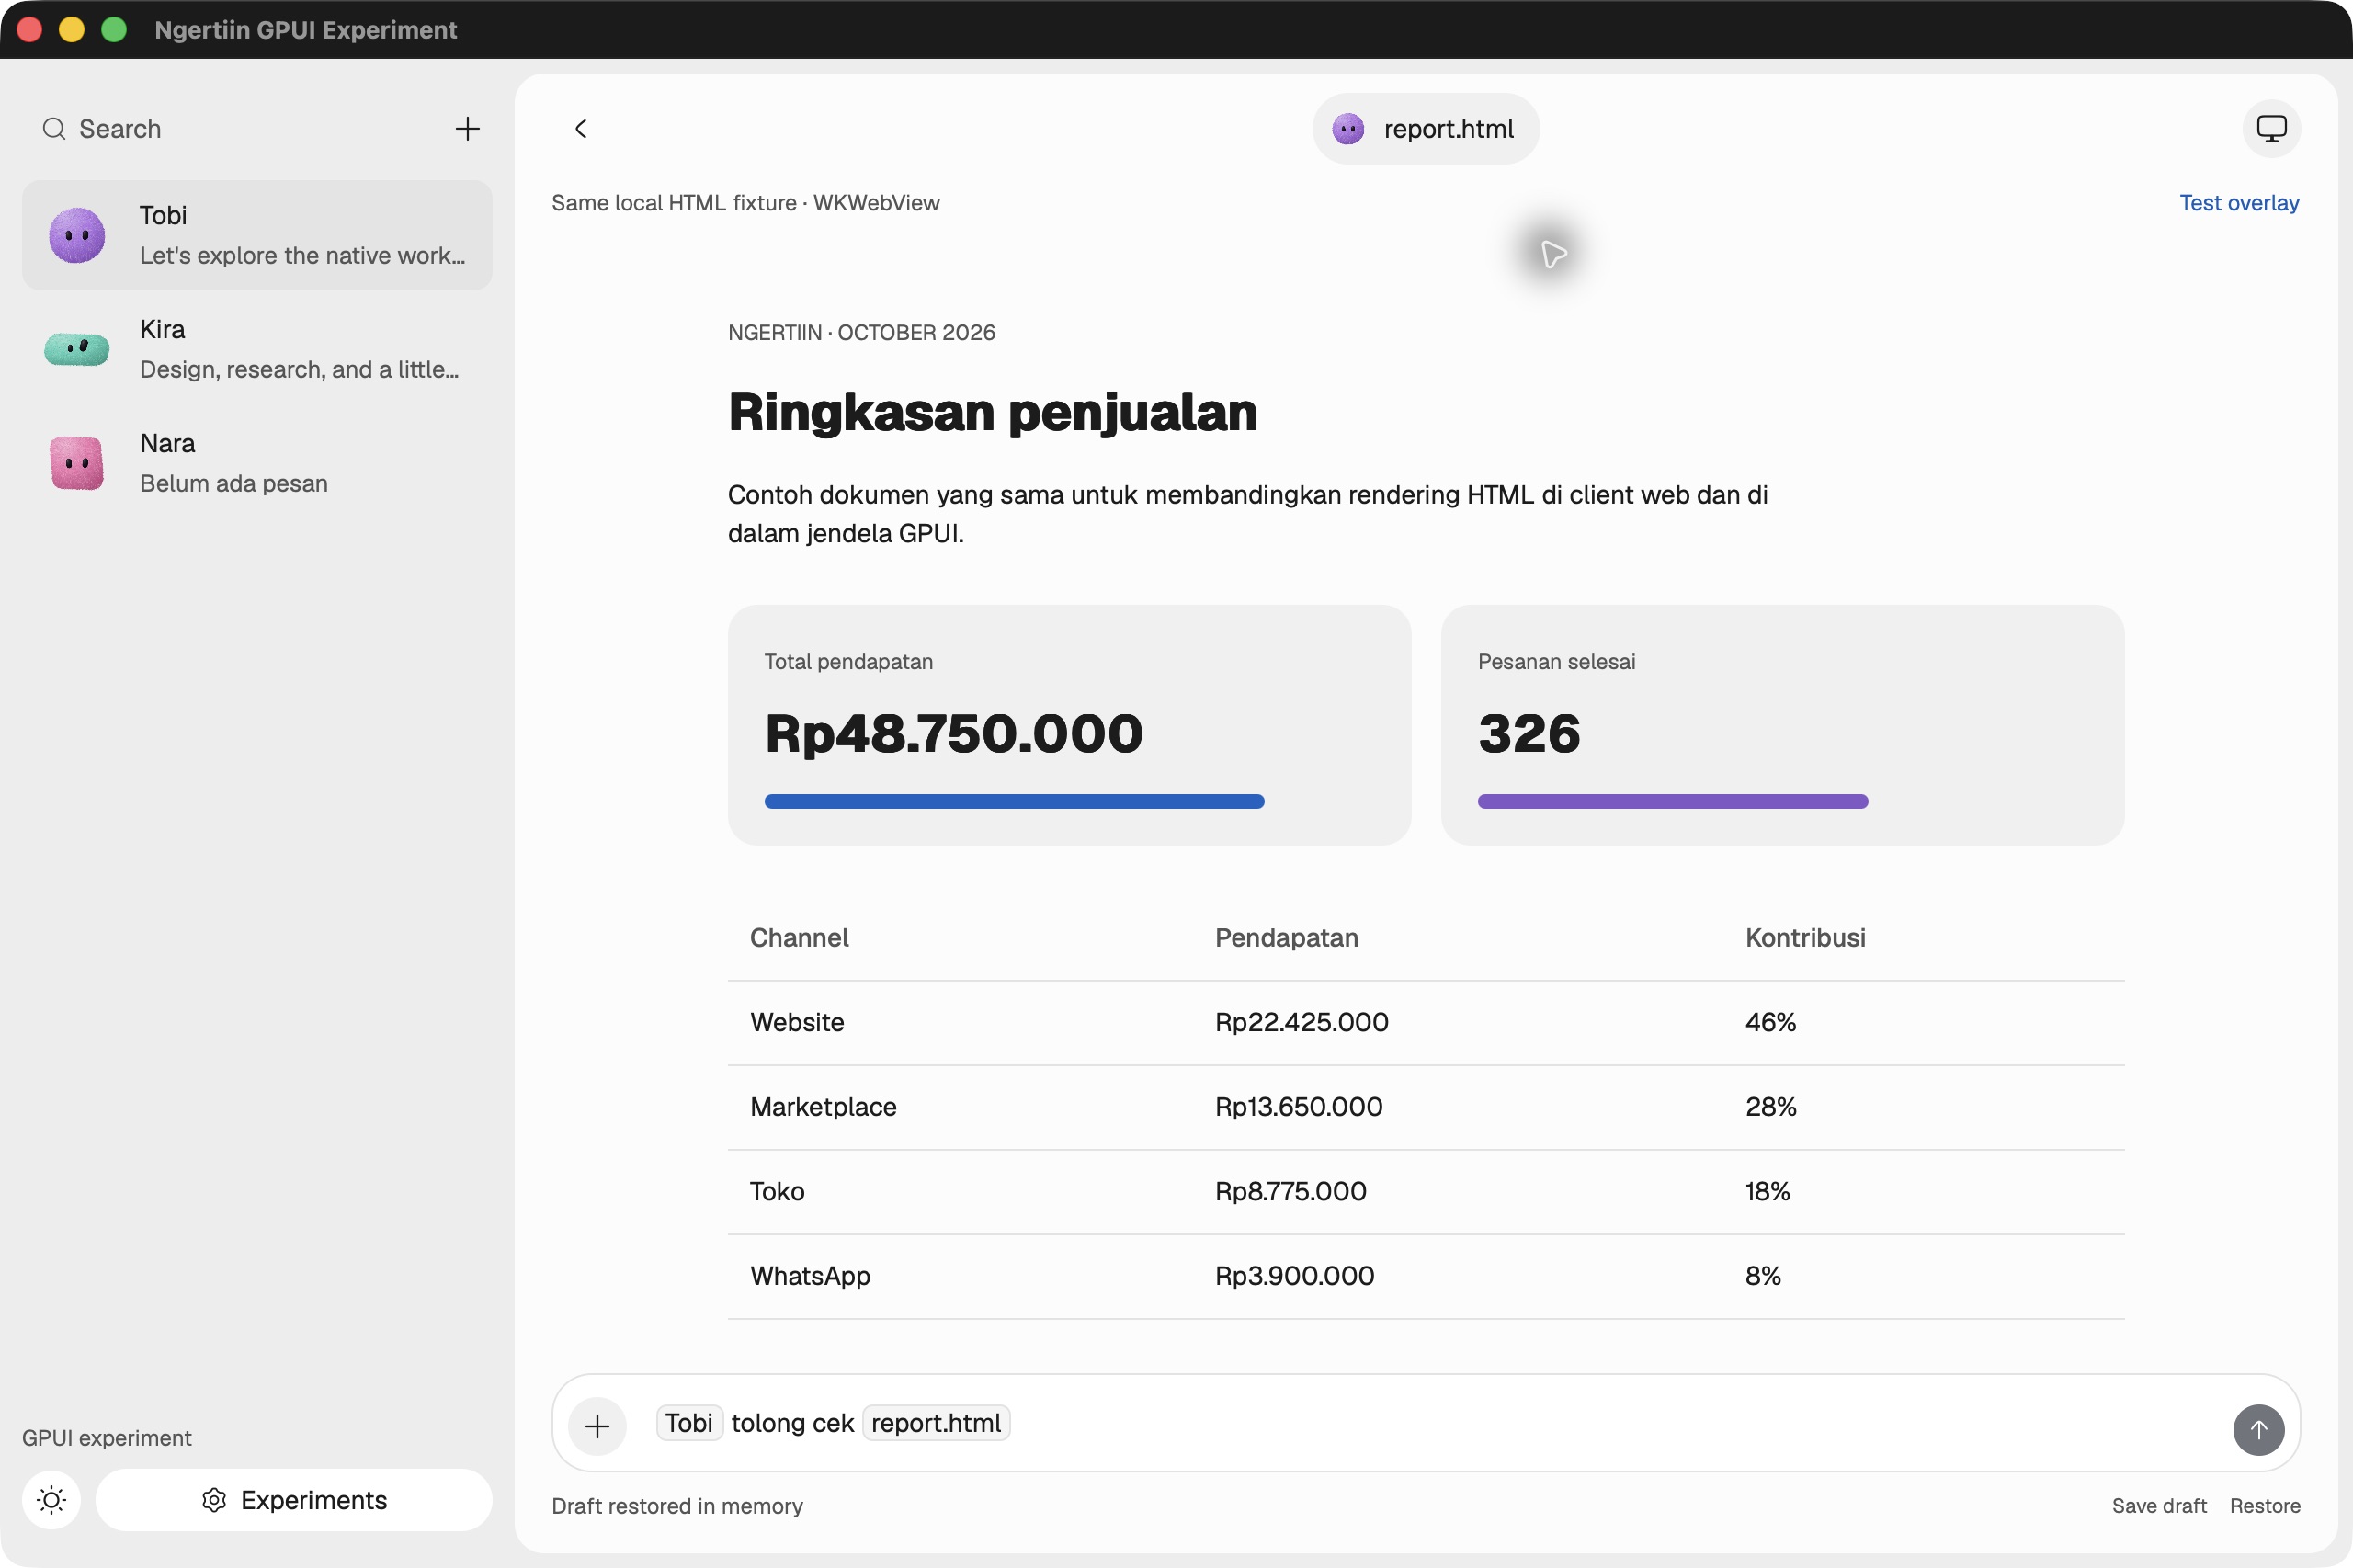 Ngertiin GPUI Experiment
Search
Tobi
Let's explore the native work...
Kira
Design, research, and a little...
Nara
Belum ada pesan
GPUI experiment
Experiments
report.html
Same local HTML fixture · WKWebView
Test overlay
NGERTIIN · OCTOBER 2026
Ringkasan penjualan
Contoh dokumen yang sama untuk membandingkan rendering HTML di client web dan di
dalam jendela GPUI.
Total pendapatan
Rp48.750.000
Pesanan selesai
326
Channel Pendapatan Kontribusi
Website Rp22.425.000 46%
Marketplace Rp13.650.000 28%
Toko Rp8.775.000 18%
WhatsApp Rp3.900.000 8%
Tobi tolong cek report.html
Draft restored in memory
Save draft Restore